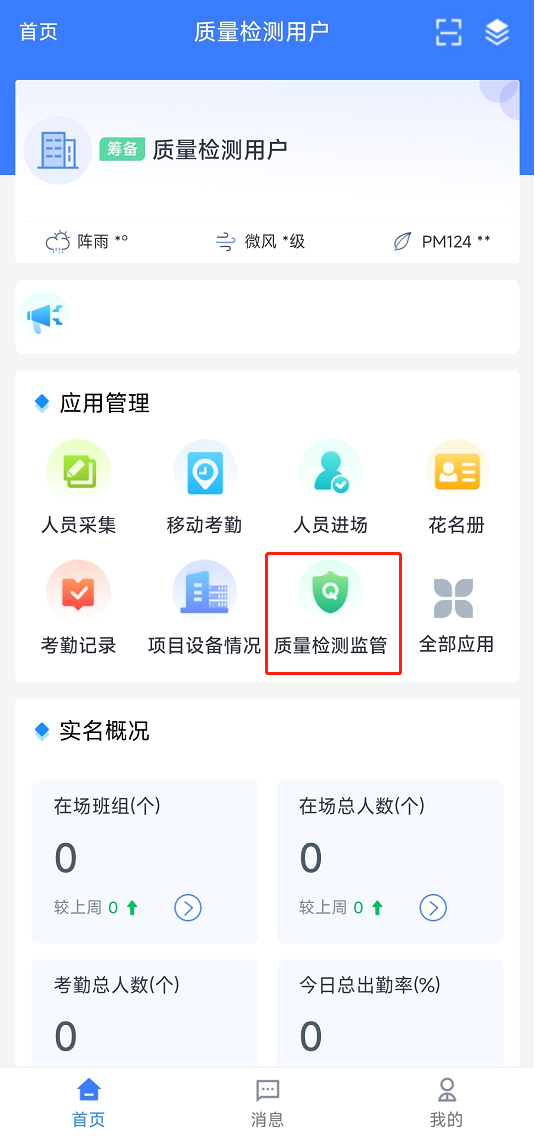 首页
质量检测用户
筹备 质量检测用户
阵雨 *° 微风 *级 PM124 **
应用管理
人员采集 移动考勤 人员进场 花名册
考勤记录 项目设备情况 质量检测监管 全部应用
实名概况
在场班组(个) 在场总人数(个)
0 0
较上周 0 较上周 0
考勤总人数(个) 今日总出勤率(%)
0 0
首页 消息 我的